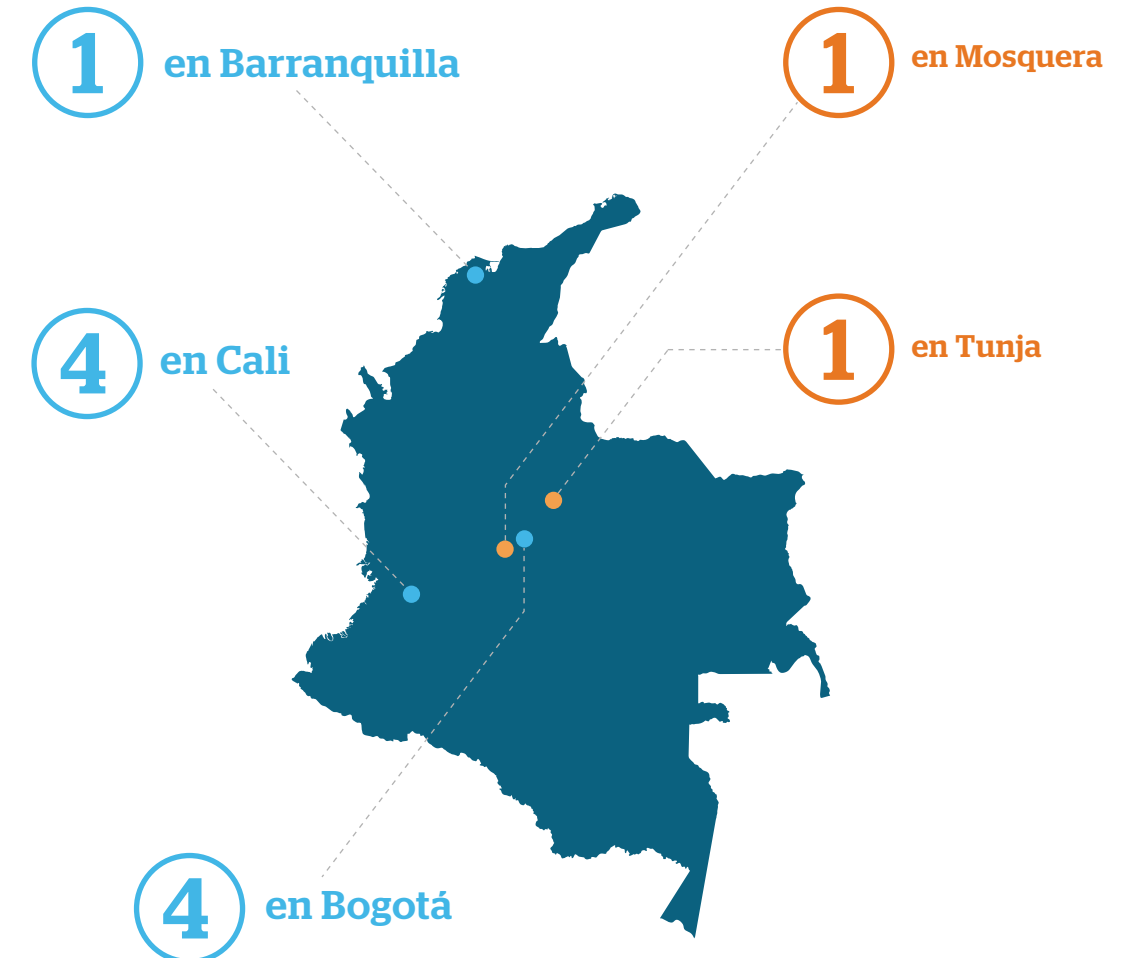 1 en Barranquilla
1 en Mosquera
4 en Cali
1 en Tunja
4 en Bogotá